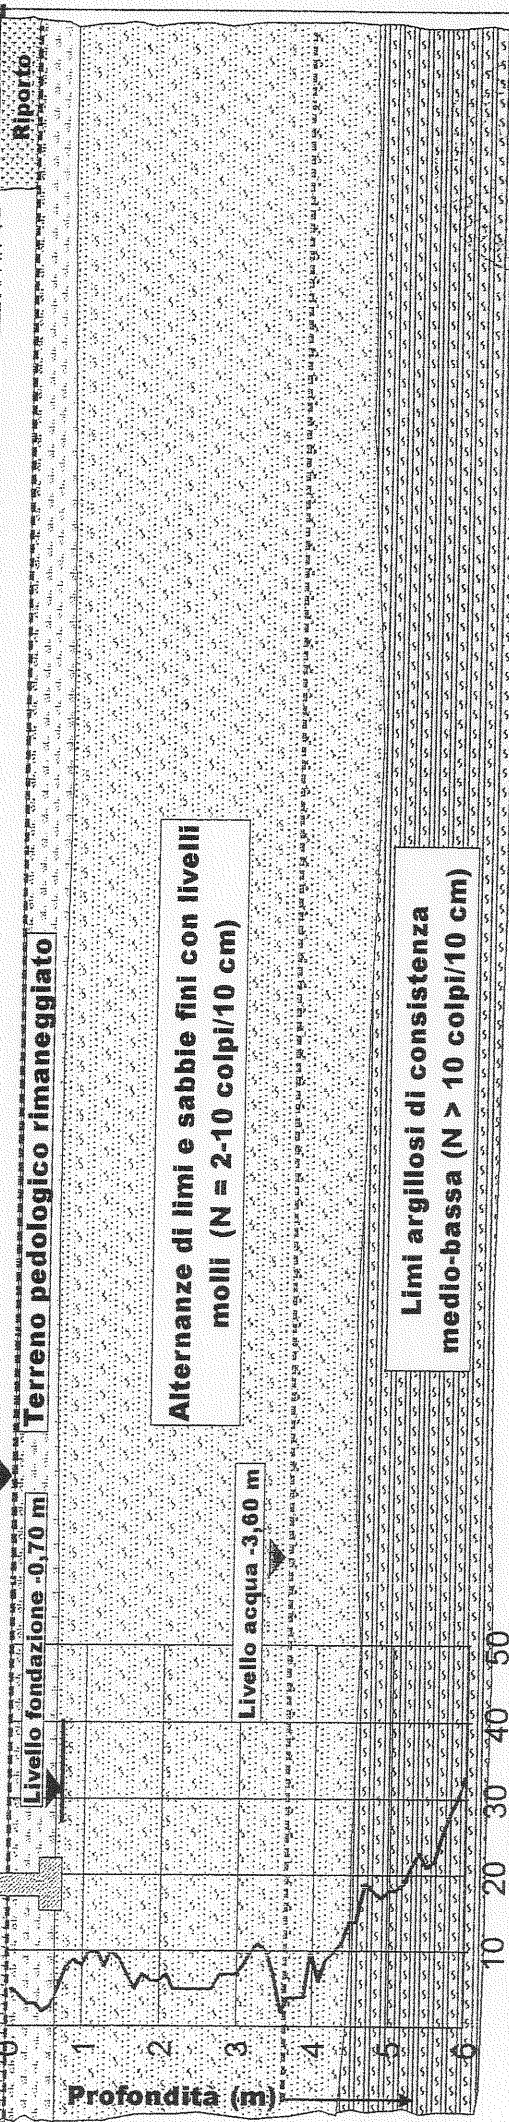 Riporto
Terreno pedologico rimaneggiato
Livello fondazione -0,70 m
Alternanze di limi e sabbie fini con livelli
molli (N = 2-10 colpi/10 cm)
Livello acqua -3,60 m
Limi argillosi di consistenza
medio-bassa (N > 10 colpi/10 cm)
0
1
2
3
4
5
6
10
20
30
40
50
Profondità (m)